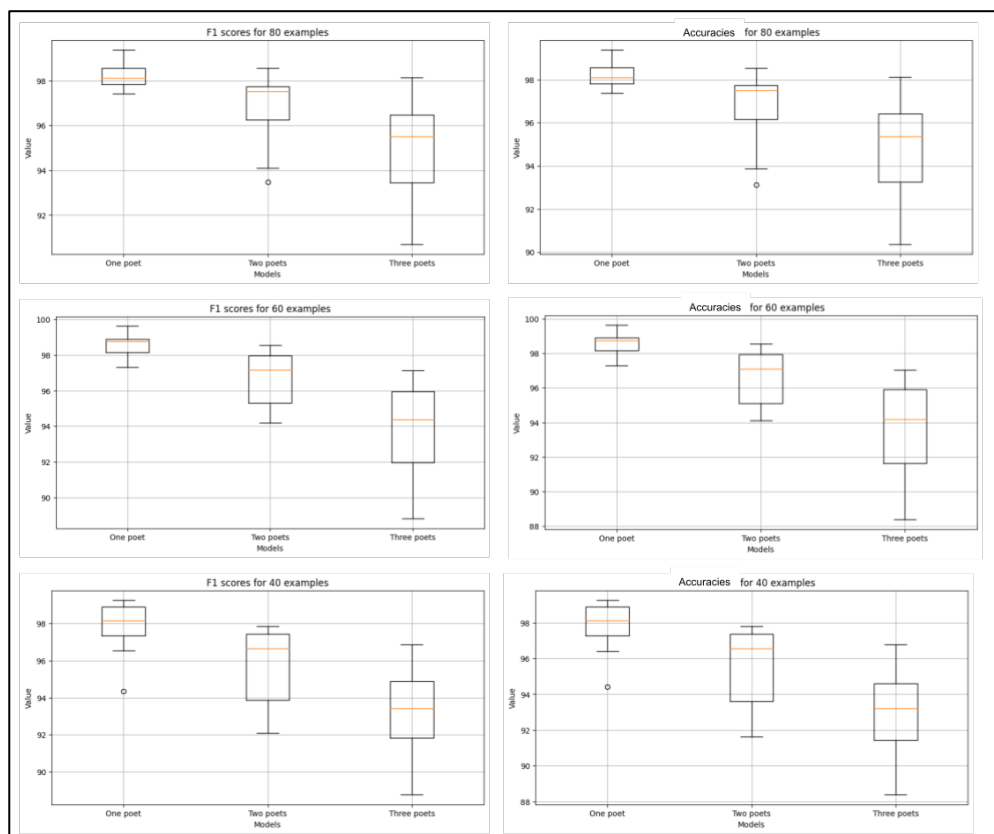 F1 scores for 80 examples
98
96
94
92
Value
One poet Two poets Three poets
Models
Accuracies for 80 examples
98
96
94
92
90
Value
One poet Two poets Three poets
Models
F1 scores for 60 examples
100
98
96
94
92
90
Value
One poet Two poets Three poets
Models
Accuracies for 60 examples
100
98
96
94
92
90
88
Value
One poet Two poets Three poets
Models
F1 scores for 40 examples
98
96
94
92
90
Value
One poet Two poets Three poets
Models
Accuracies for 40 examples
98
96
94
92
90
88
Value
One poet Two poets Three poets
Models